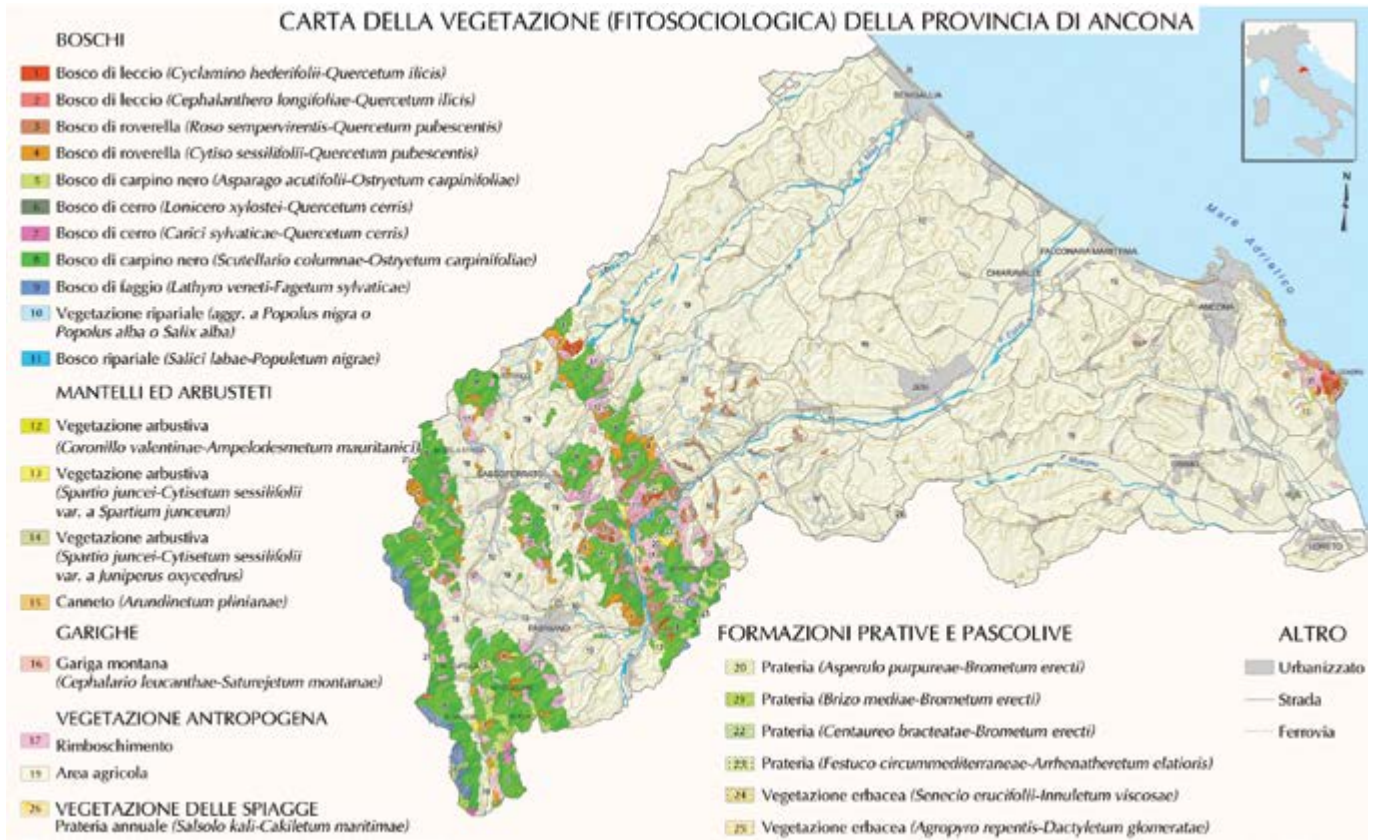 CARTA DELLA VEGETAZIONE (FITOSOCIOLOGICA) DELLA PROVINCIA DI ANCONA
BOSCHI
1 Bosco di leccio (Cyclamino hederifolii-Quercetum ilicis)
2 Bosco di leccio (Cephalanthero longifoliae-Quercetum ilicis)
3 Bosco di roverella (Roso sempervirentis-Quercetum pubescentis)
4 Bosco di roverella (Cytiso sessilifolii-Quercetum pubescentis)
5 Bosco di carpino nero (Asparago acutifolii-Ostryetum carpinifoliae)
6 Bosco di cerro (Lonicero xylostei-Quercetum cerris)
7 Bosco di cerro (Carici sylvaticae-Quercetum cerris)
8 Bosco di carpino nero (Scutellario columnae-Ostryetum carpinifoliae)
9 Bosco di faggio (Lathyro veneti-Fagetum sylvaticae)
10 Vegetazione ripariale (aggr. a Popolus nigra o
Popolus alba o Salix alba)
11 Bosco ripariale (Salici labae-Populetum nigrae)
MANTELLI ED ARBUSTETI
12 Vegetazione arbustiva
(Coronillo valentinae-Ampelodesmetum mauritanici)
13 Vegetazione arbustiva
(Spartio juncei-Cytisetum sessilifolii
var. a Spartium junceum)
14 Vegetazione arbustiva
(Spartio juncei-Cytisetum sessilifolii
var. a Juniperus oxycedrus)
15 Canneto (Arundinetum plinianae)
GARIGHE
16 Gariga montana
(Cephalario leucanthae-Saturejetum montanae)
VEGETAZIONE ANTROPOGENA
17 Rimboschimento
19 Area agricola
26 VEGETAZIONE DELLE SPIAGGE
Prateria annuale (Salsolo kali-Cakiletum maritimae)
SENIGALLIA
FALCONARA MARITTIMA
CHIARAVALLE
ANCONA
Mare Adriatico
N
JESI
OSIMO
LORETO
SASSOFERRATO
FABRIANO
FORMAZIONI PRATIVE E PASCOLIVE
20 Prateria (Asperulo purpureae-Brometum erecti)
Prateria (Brizo mediae-Brometum erecti)
22 Prateria (Centaureo bracteatae-Brometum erecti)
23 Prateria (Festuco circummediterraneae-Arrhenatheretum elatioris)
24 Vegetazione erbacea (Senecio erucifolii-Innuletum viscosae)
25 Vegetazione erbacea (Agropyro repentis-Dactyletum glomeratae)
ALTRO
Urbanizzato
Strada
Ferrovia